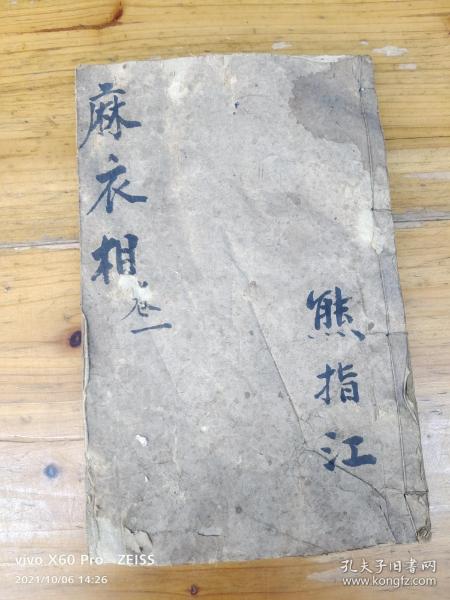 麻衣相
卷一
熊指江
vivo X60 Pro · ZEISS
2021/10/06 14:26
孔夫子旧书网
www.kongfz.com